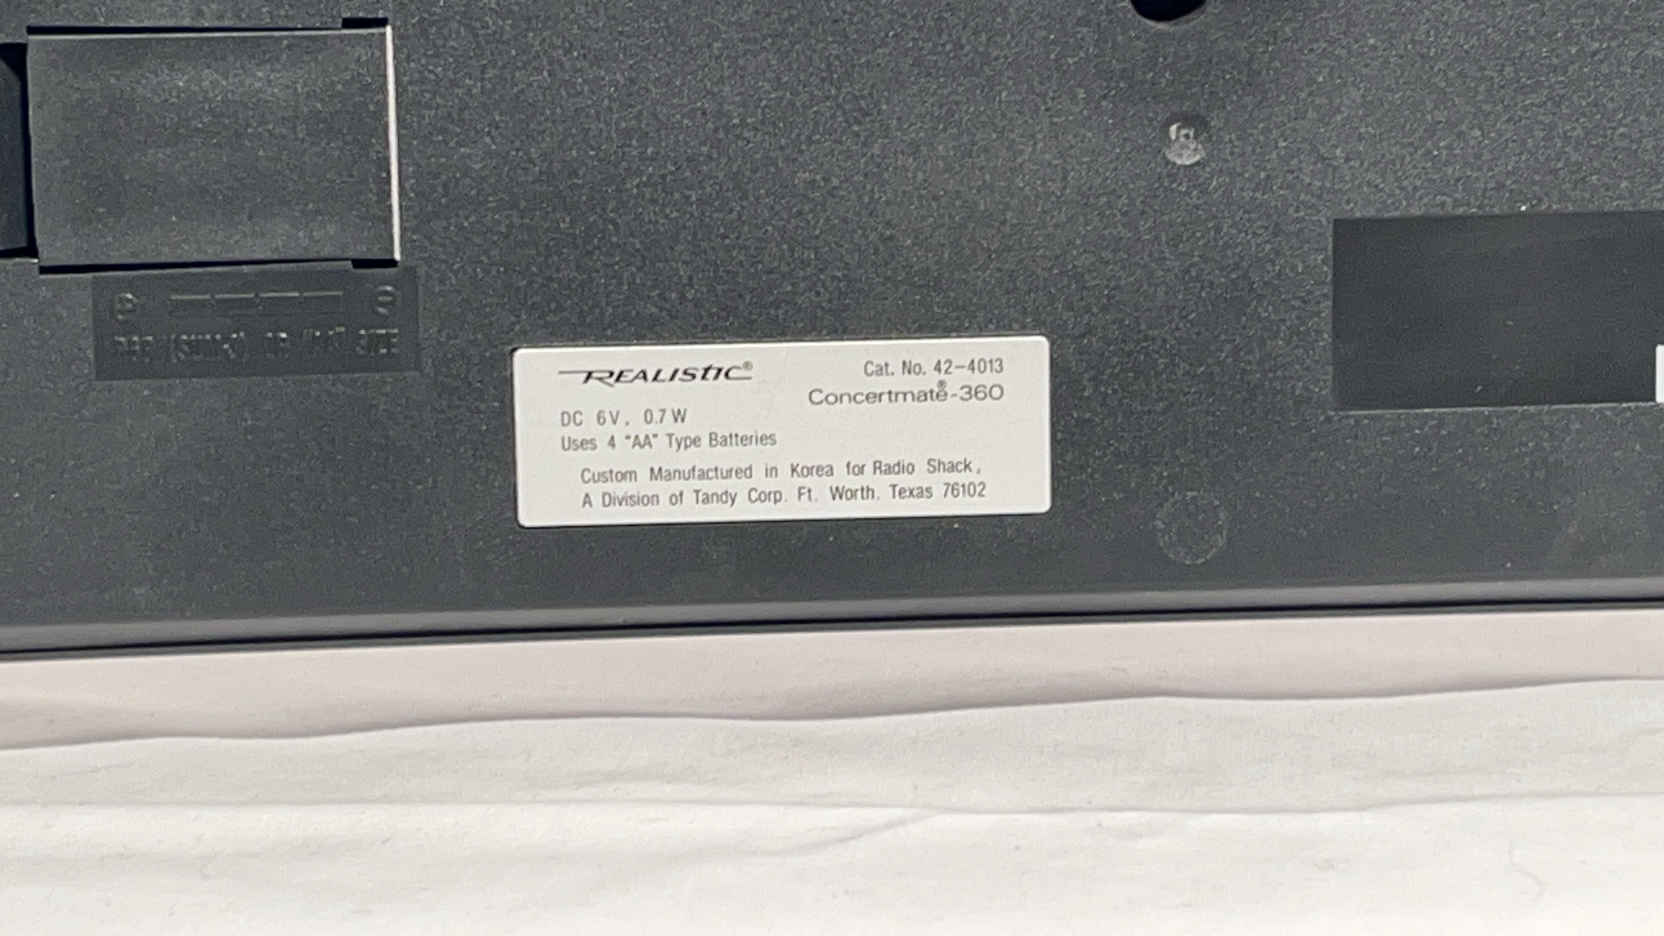 REALISTIC®
Cat. No. 42-4013
Concertmate®-360
DC 6V, 0.7W
Uses 4 "AA" Type Batteries
Custom Manufactured in Korea for Radio Shack,
A Division of Tandy Corp. Ft. Worth, Texas 76102
SIZE